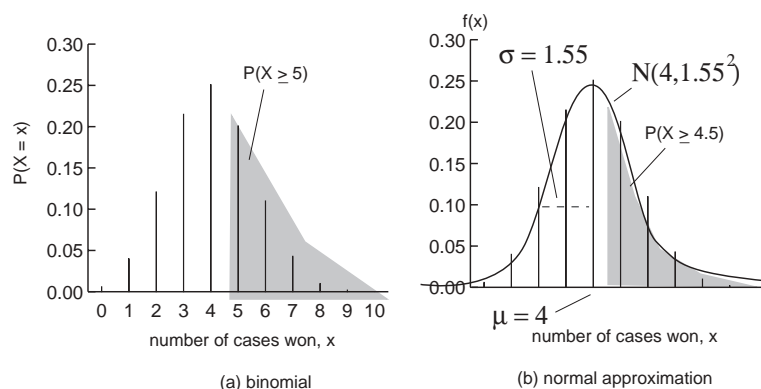 0.30
0.25
0.20
0.15
0.10
0.05
0.00
P(X = x)
P(X ≥ 5)
0 1 2 3 4 5 6 7 8 9 10
number of cases won, x
(a) binomial
f(x)
0.30
0.25
0.20
0.15
0.10
0.05
0.00
σ = 1.55
N(4,1.55²)
P(X ≥ 4.5)
μ = 4
number of cases won, x
(b) normal approximation